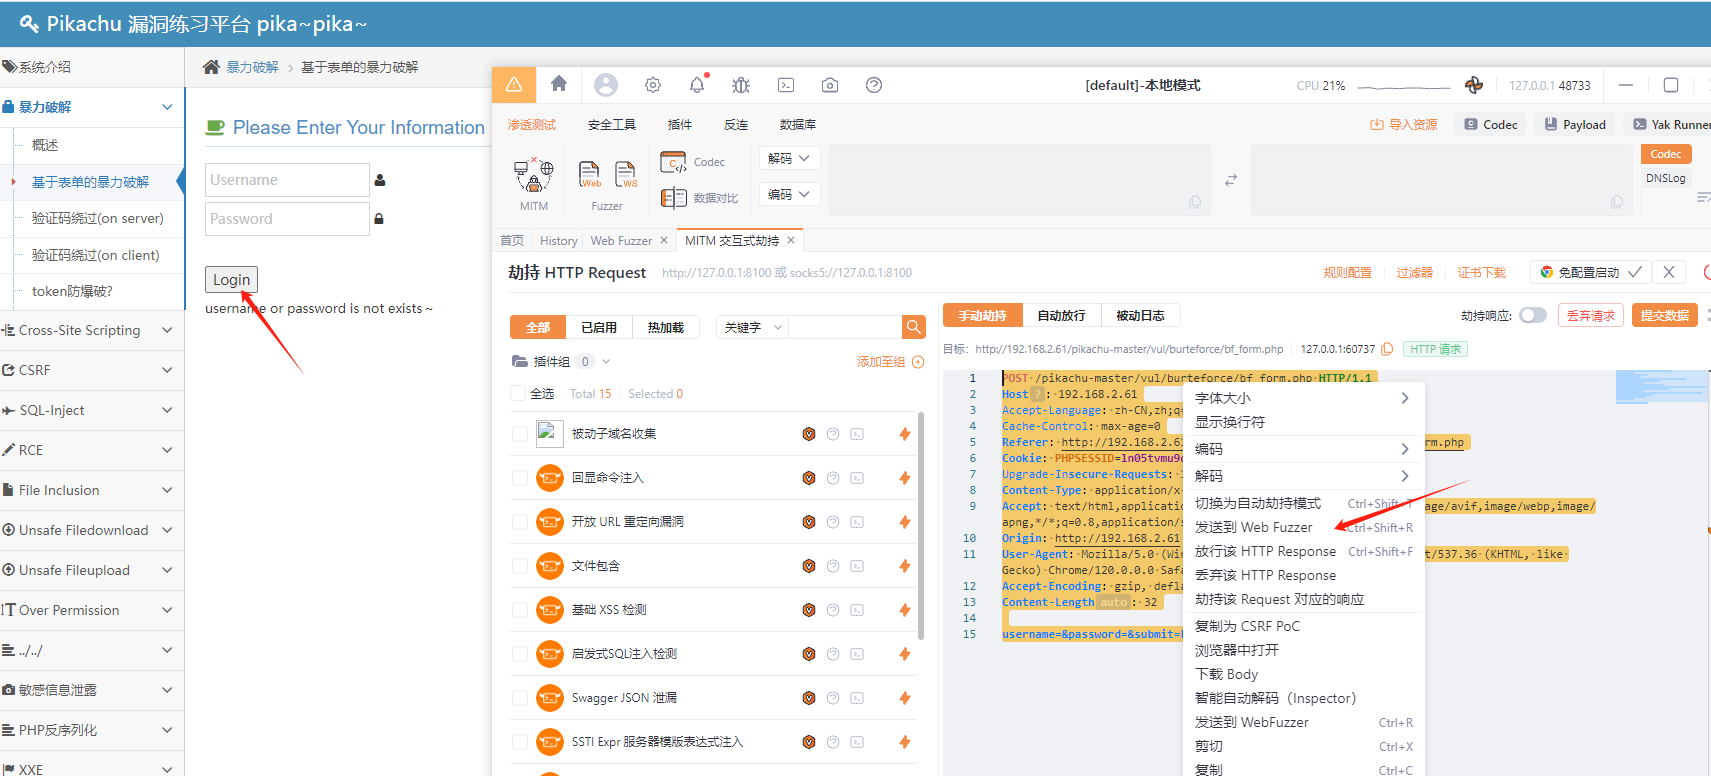 Pikachu 漏洞练习平台 pika~pika~
系统介绍
暴力破解
概述
基于表单的暴力破解
验证码绕过(on server)
验证码绕过(on client)
token防爆破?
Cross-Site Scripting
CSRF
SQL-Inject
RCE
File Inclusion
Unsafe Filedownload
Unsafe Fileupload
Over Permission
../../
敏感信息泄露
PHP反序列化
XXE
暴力破解 > 基于表单的暴力破解
Please Enter Your Information
Username
Password
Login
username or password is not exists～
[default]-本地模式
CPU 21%
127.0.0.1 48733
渗透测试 安全工具 插件 反连 数据库
导入资源 Codec Payload Yak Runner
MITM
Web
WS
Fuzzer
Codec
数据对比
解码
编码
Codec
DNSLog
首页 History Web Fuzzer MITM 交互式劫持
劫持 HTTP Request http://127.0.0.1:8100 或 socks5://127.0.0.1:8100
规则配置 过滤器 证书下载 免配置启动
全部 已启用 热加载 关键字
插件组 0 添加至组
全选 Total 15 Selected 0
被动子域名收集
回显命令注入
开放 URL 重定向漏洞
文件包含
基础 XSS 检测
启发式SQL注入检测
Swagger JSON 泄漏
SSTI Expr 服务器模版表达式注入
手动劫持 自动放行 被动日志
劫持响应: 丢弃请求 提交数据
目标: http://192.168.2.61/pikachu-master/vul/burteforce/bf_form.php 127.0.0.1:60737 HTTP 请求
1 POST /pikachu-master/vul/burteforce/bf_form.php HTTP/1.1
2 Host ? : 192.168.2.61
3 Accept-Language: zh-CN,zh;q=
4 Cache-Control: max-age=0
5 Referer: http://192.168.2.61 rm.php
6 Cookie: PHPSESSID=ln05tvmu9
7 Upgrade-Insecure-Requests:
8 Content-Type: application/x-
9 Accept: text/html,applicatio age/avif,image/webp,image/
apng,*/*;q=0.8,application/s
10 Origin: http://192.168.2.61
11 User-Agent: Mozilla/5.0 (Win t/537.36 (KHTML, like
Gecko) Chrome/120.0.0.0 Safa
12 Accept-Encoding: gzip, defla
13 Content-Length auto : 32
14
15 username=&password=&submit=
字体大小
显示换行符
编码
解码
切换为自动劫持模式 Ctrl+Shift+T
发送到 Web Fuzzer Ctrl+Shift+R
放行该 HTTP Response Ctrl+Shift+F
丢弃该 HTTP Response
劫持该 Request 对应的响应
复制为 CSRF PoC
浏览器中打开
下载 Body
智能自动解码（Inspector）
发送到 WebFuzzer Ctrl+R
剪切 Ctrl+X
复制 Ctrl+C